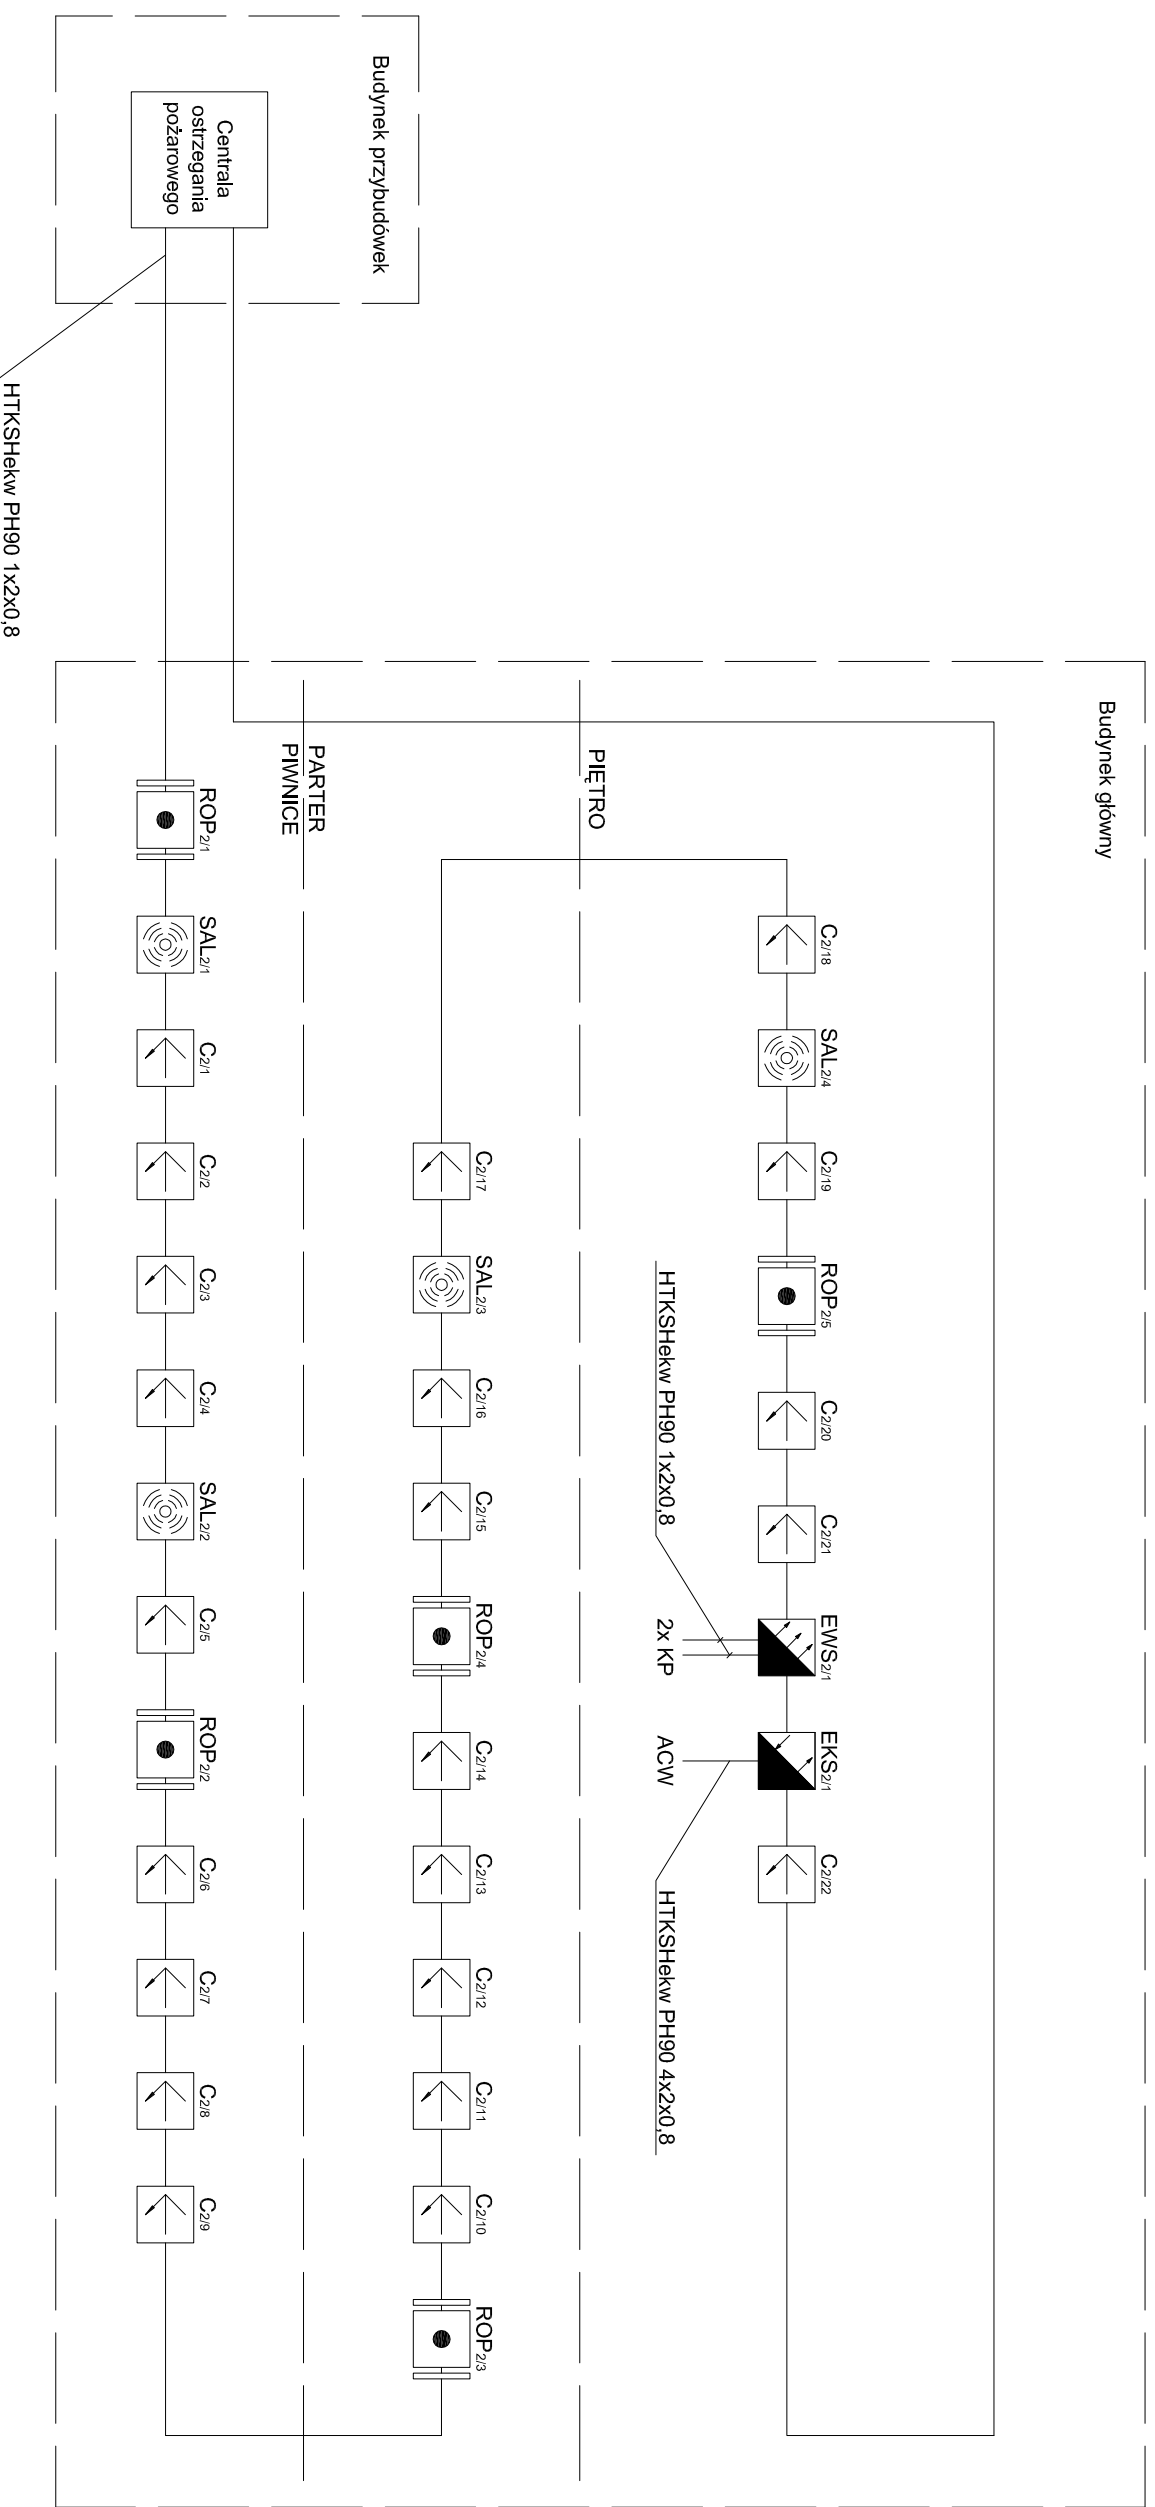 Budynek przybudówek
Centrala
ostrzegania
pożarowego
HTKSHekw PH90 1x2x0,8
Budynek główny
PIĘTRO
C2/18
SAL2/4
C2/19
ROP2/5
C2/20
C2/21
EWS2/1
EKS2/1
C2/22
HTKSHekw PH90 1x2x0,8
2x KP
ACW
HTKSHekw PH90 4x2x0,8
PARTER
C2/17
SAL2/3
C2/16
C2/15
ROP2/4
C2/14
C2/13
C2/12
C2/11
C2/10
ROP2/3
PIWNICE
ROP2/1
SAL2/1
C2/1
C2/2
C2/3
C2/4
SAL2/2
C2/5
ROP2/2
C2/6
C2/7
C2/8
C2/9